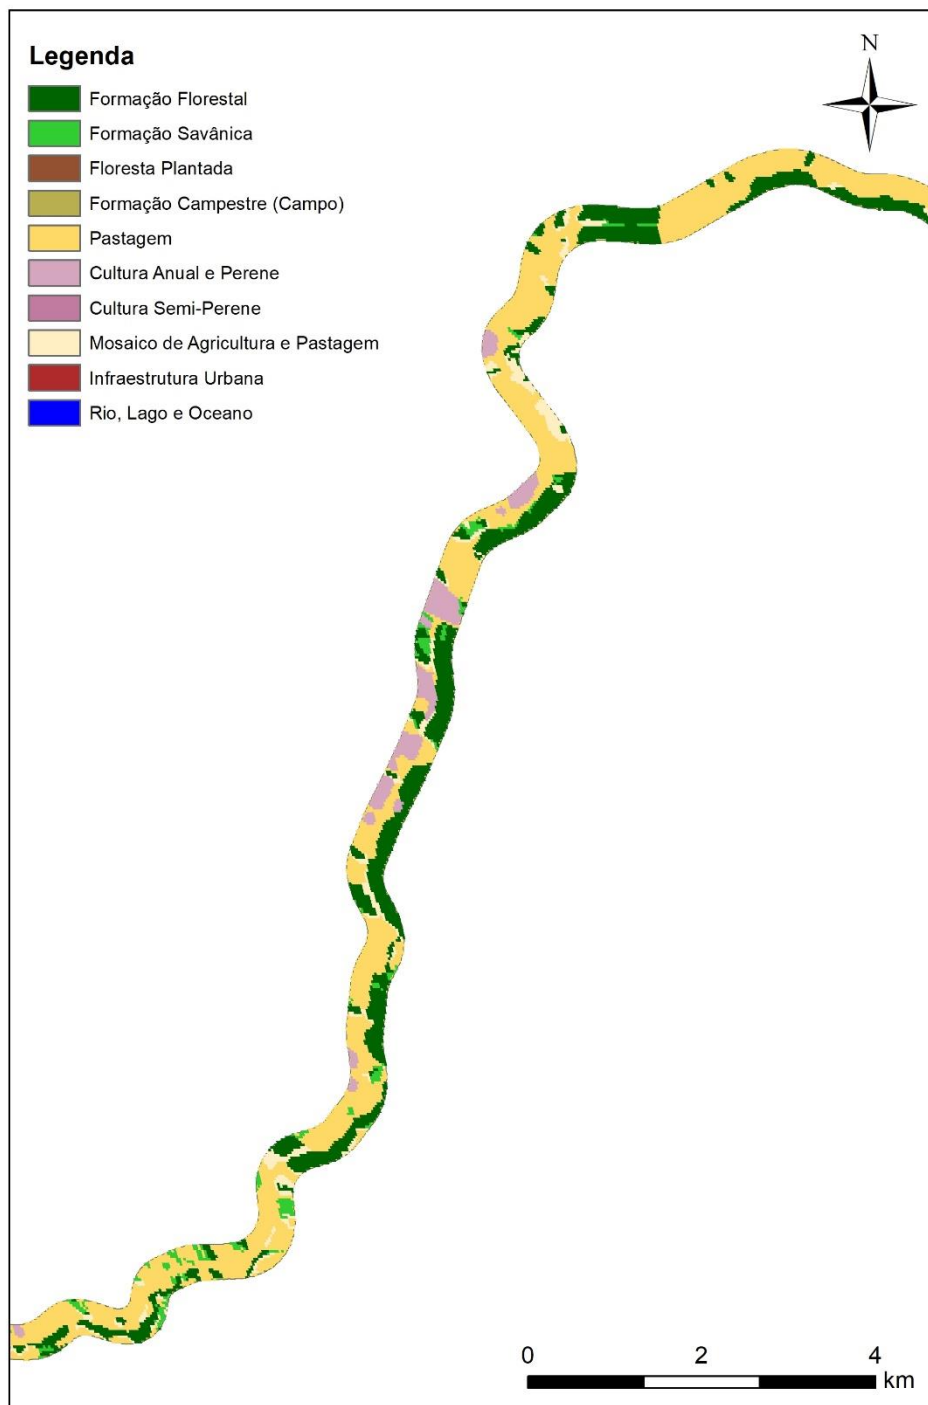 Legenda
N
Formação Florestal
Formação Savânica
Floresta Plantada
Formação Campestre (Campo)
Pastagem
Cultura Anual e Perene
Cultura Semi-Perene
Mosaico de Agricultura e Pastagem
Infraestrutura Urbana
Rio, Lago e Oceano
0 2 4
km